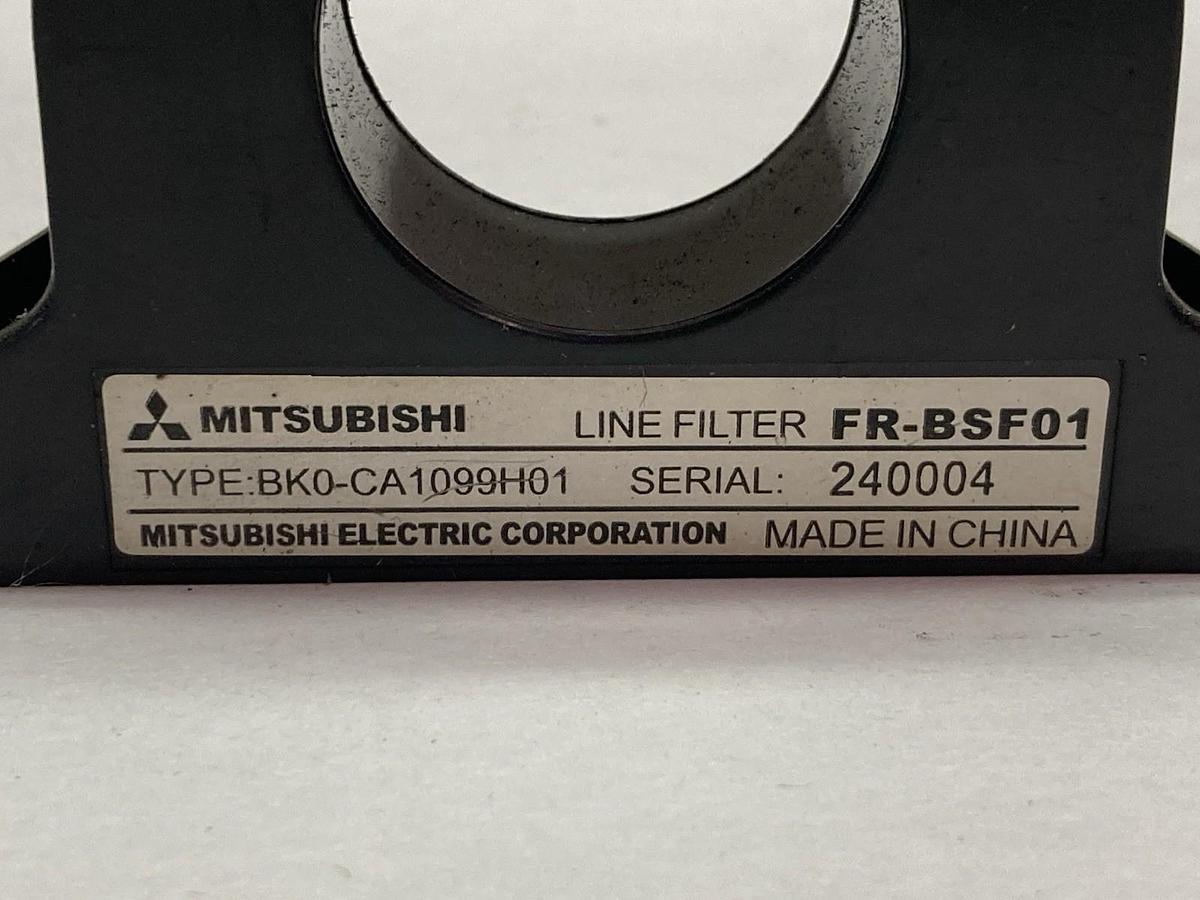 MITSUBISHI LINE FILTER FR-BSF01
TYPE:BK0-CA1099H01 SERIAL: 240004
MITSUBISHI ELECTRIC CORPORATION MADE IN CHINA